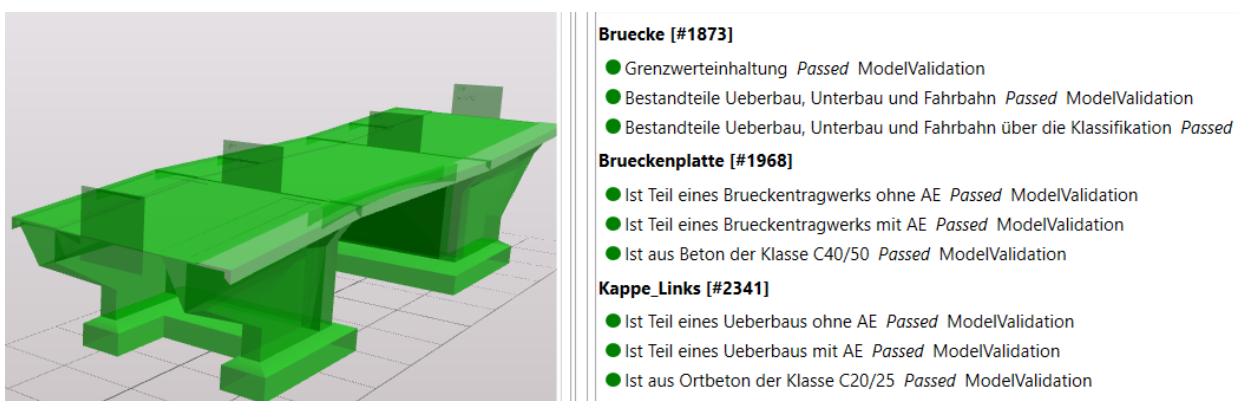 Bruecke [#1873]
Grenzwerteinhaltung Passed ModelValidation
Bestandteile Ueberbau, Unterbau und Fahrbahn Passed ModelValidation
Bestandteile Ueberbau, Unterbau und Fahrbahn über die Klassifikation Passed
Brueckenplatte [#1968]
Ist Teil eines Brueckentragwerks ohne AE Passed ModelValidation
Ist Teil eines Brueckentragwerks mit AE Passed ModelValidation
Ist aus Beton der Klasse C40/50 Passed ModelValidation
Kappe_Links [#2341]
Ist Teil eines Ueberbaus ohne AE Passed ModelValidation
Ist Teil eines Ueberbaus mit AE Passed ModelValidation
Ist aus Ortbeton der Klasse C20/25 Passed ModelValidation